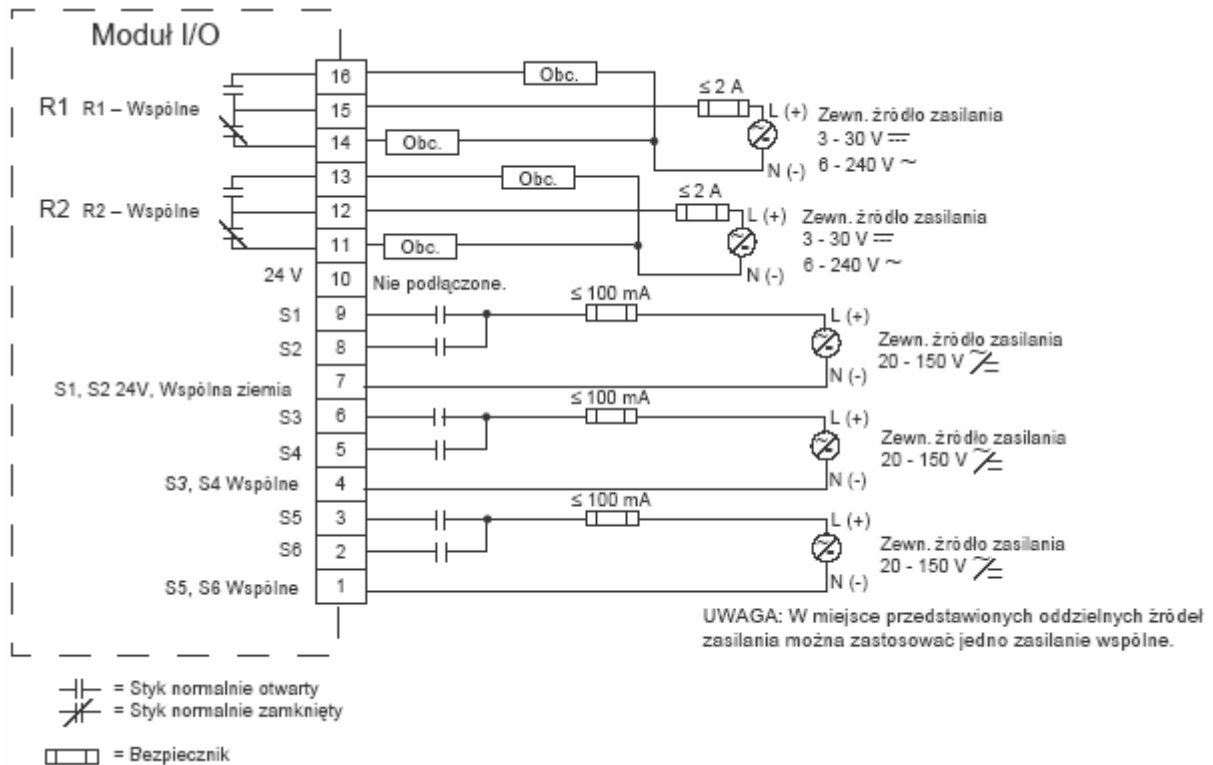 Moduł I/O
16
Obc.
≤ 2 A
R1 R1 – Wspólne
15
L (+)
Zewn. źródło zasilania
3 - 30 V ⎓
14
Obc.
N (-)
6 - 240 V ~
13
Obc.
≤ 2 A
R2 R2 – Wspólne
12
L (+)
Zewn. źródło zasilania
3 - 30 V ⎓
11
Obc.
6 - 240 V ~
N (-)
24 V
10
Nie podłączone.
≤ 100 mA
S1
9
L (+)
Zewn. źródło zasilania
S2
8
20 - 150 V
N (-)
S1, S2 24V, Wspólna ziemia
7
≤ 100 mA
S3
6
L (+)
Zewn. źródło zasilania
S4
5
20 - 150 V
S3, S4 Wspólne
4
N (-)
≤ 100 mA
S5
3
L (+)
Zewn. źródło zasilania
S6
2
20 - 150 V
S5, S6 Wspólne
1
N (-)
UWAGA: W miejsce przedstawionych oddzielnych źródeł
zasilania można zastosować jedno zasilanie wspólne.
= Styk normalnie otwarty
= Styk normalnie zamknięty
= Bezpiecznik